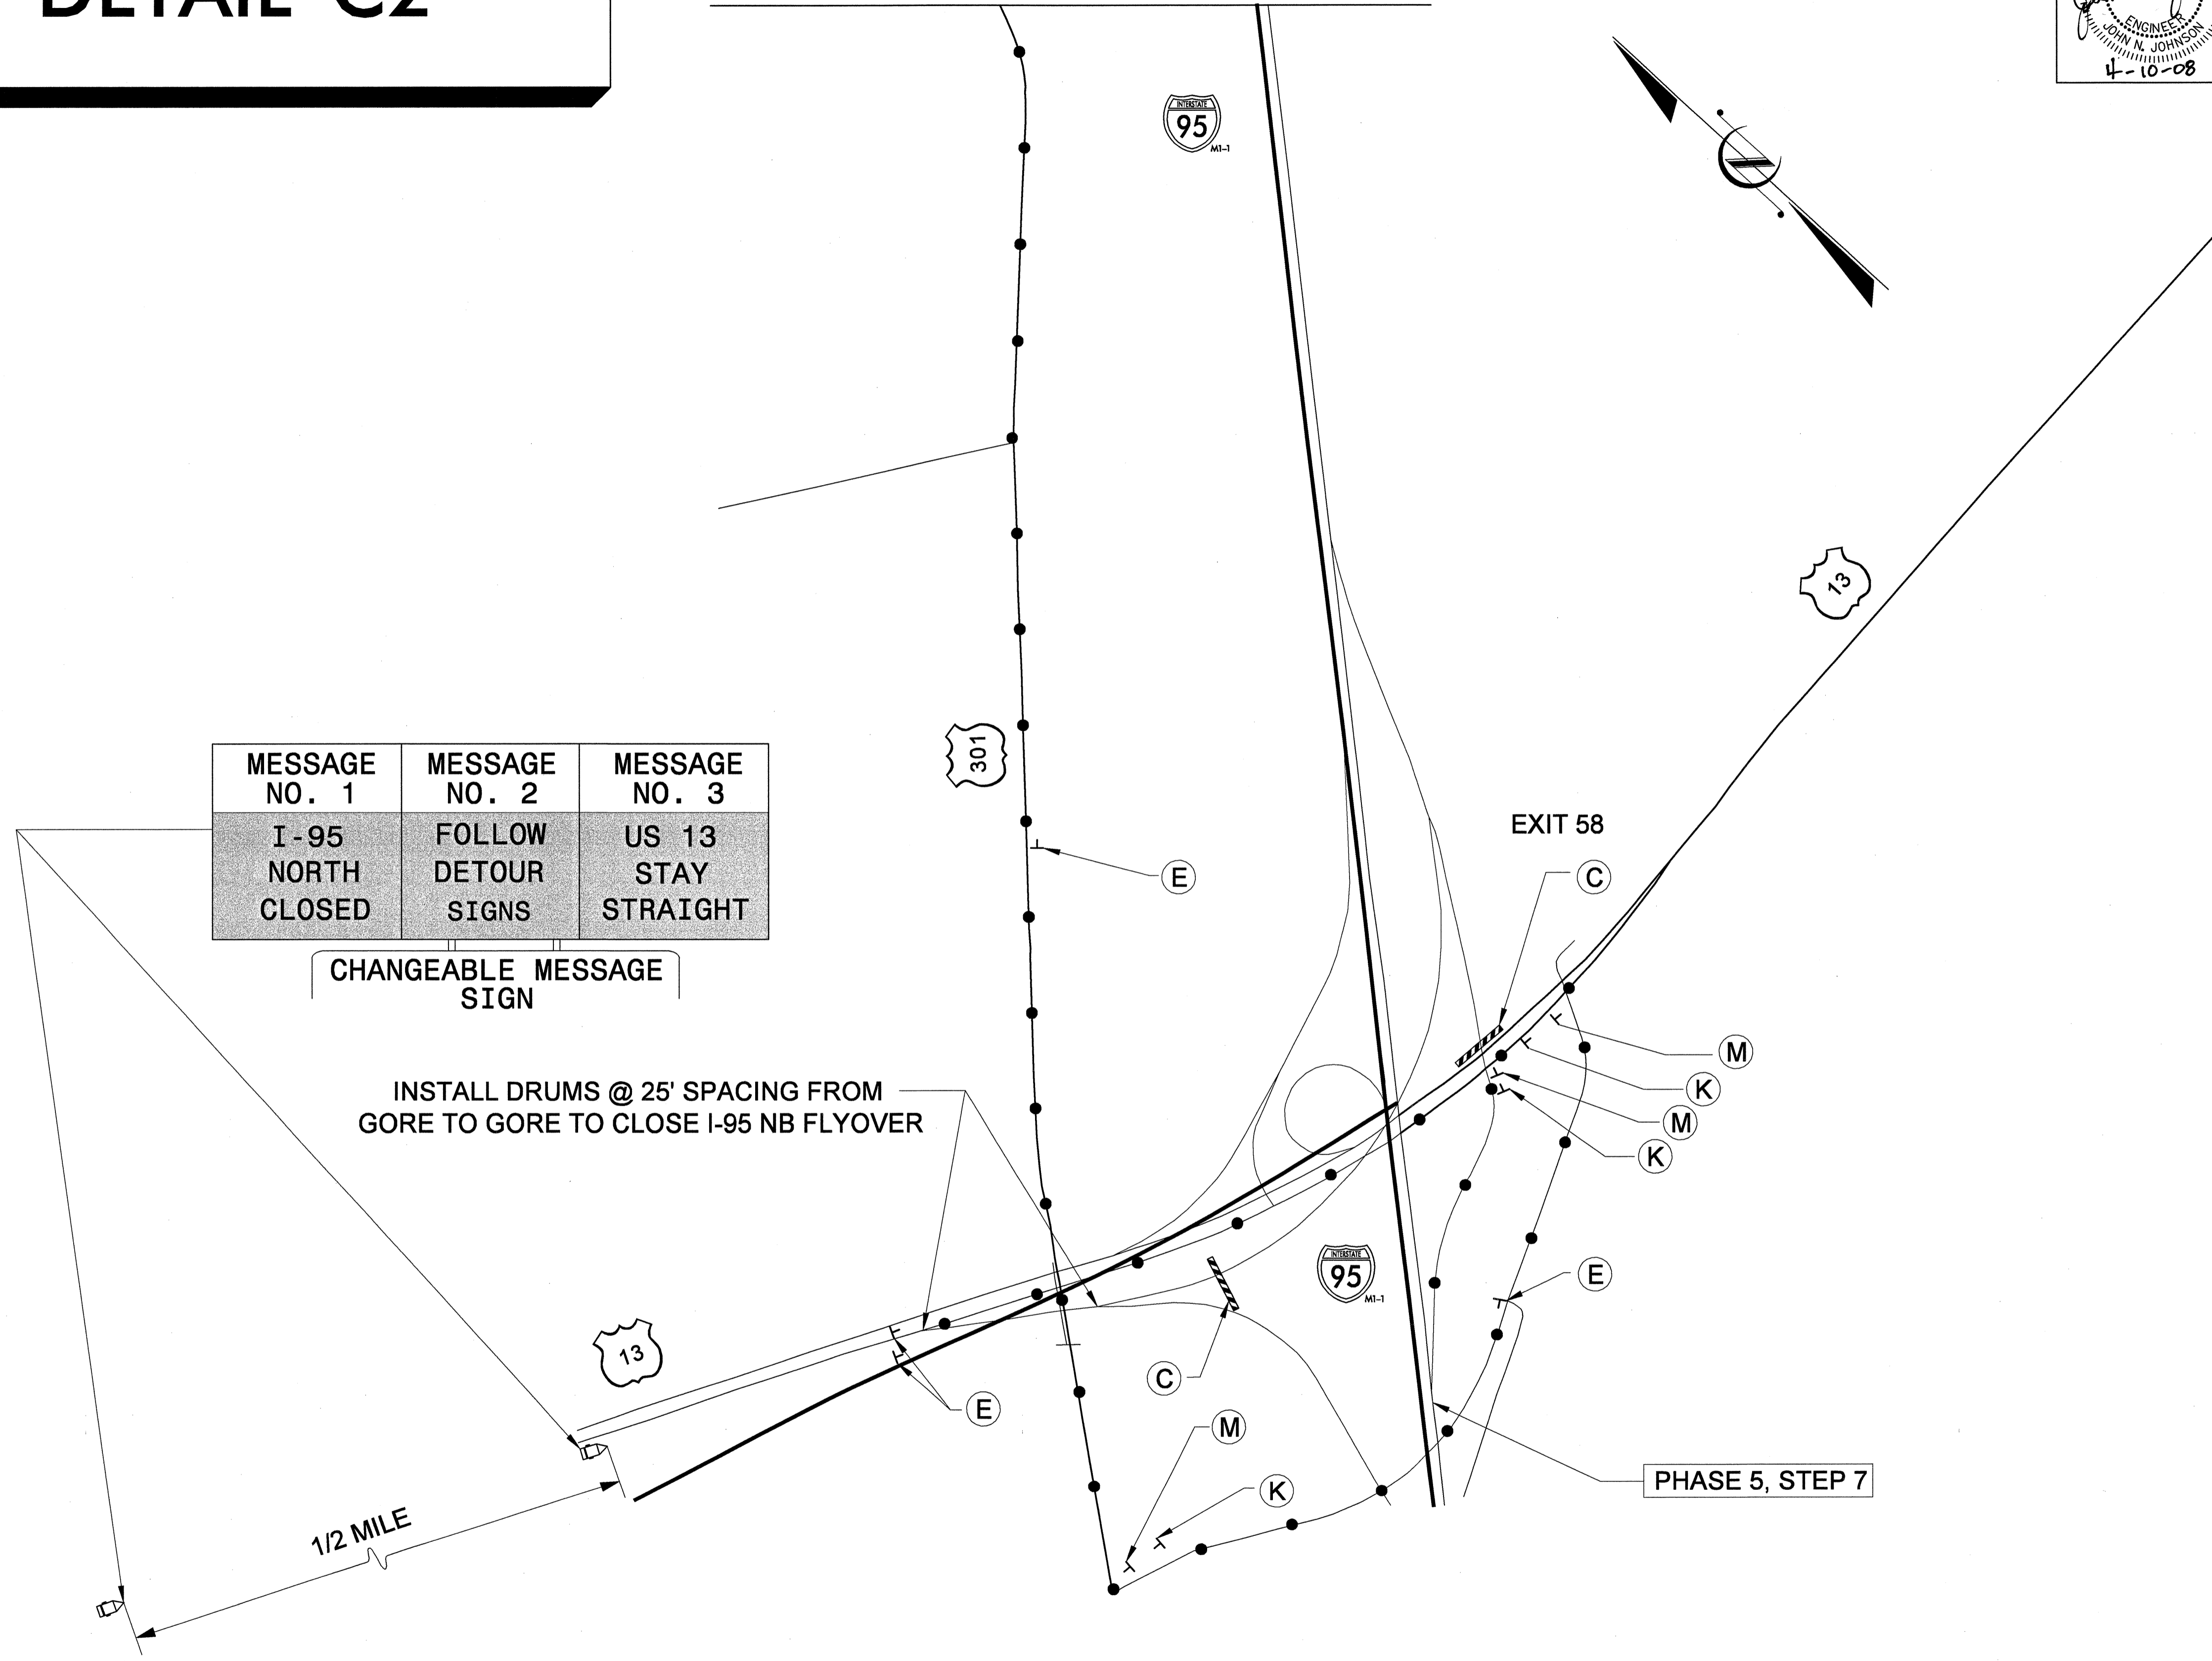 DETAIL C2
ENGINEER
JOHN N. JOHNSON
4-10-08
INTERSTATE
95
M1-1
13
301
MESSAGE NO. 1
MESSAGE NO. 2
MESSAGE NO. 3
I-95
NORTH
CLOSED
FOLLOW
DETOUR
SIGNS
US 13
STAY
STRAIGHT
CHANGEABLE MESSAGE
SIGN
EXIT 58
C
E
INSTALL DRUMS @ 25' SPACING FROM
GORE TO GORE TO CLOSE I-95 NB FLYOVER
M
K
M
K
INTERSTATE
95
M1-1
E
13
C
E
M
K
PHASE 5, STEP 7
1/2 MILE